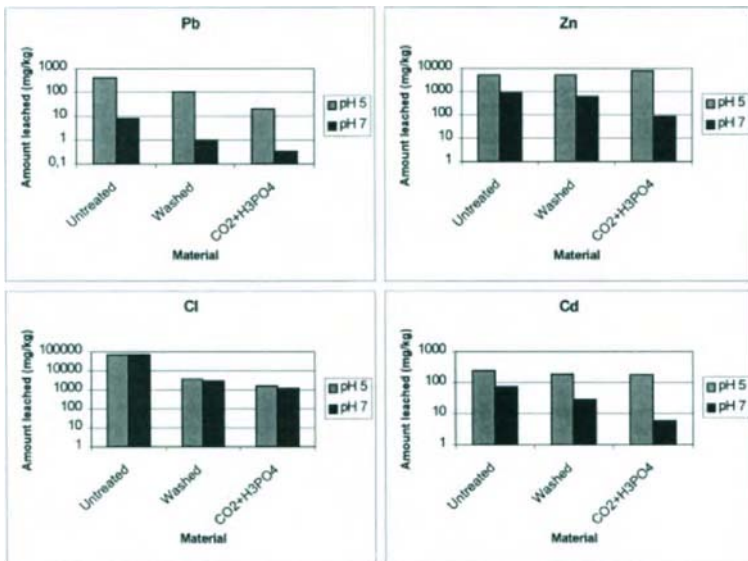 Pb
Amount leached (mg/kg)
1000
100
10
1
0,1
Untreated
Washed
CO2+H3PO4
Material
pH 5
pH 7
Zn
Amount leached (mg/kg)
10000
1000
100
10
1
Untreated
Washed
CO2+H3PO4
Material
pH 5
pH 7
Cl
Amount leached (mg/kg)
100000
10000
1000
100
10
1
Untreated
Washed
CO2+H3PO4
Material
pH 5
pH 7
Cd
Amount leached (mg/kg)
1000
100
10
1
Untreated
Washed
CO2+H3PO4
Material
pH 5
pH 7